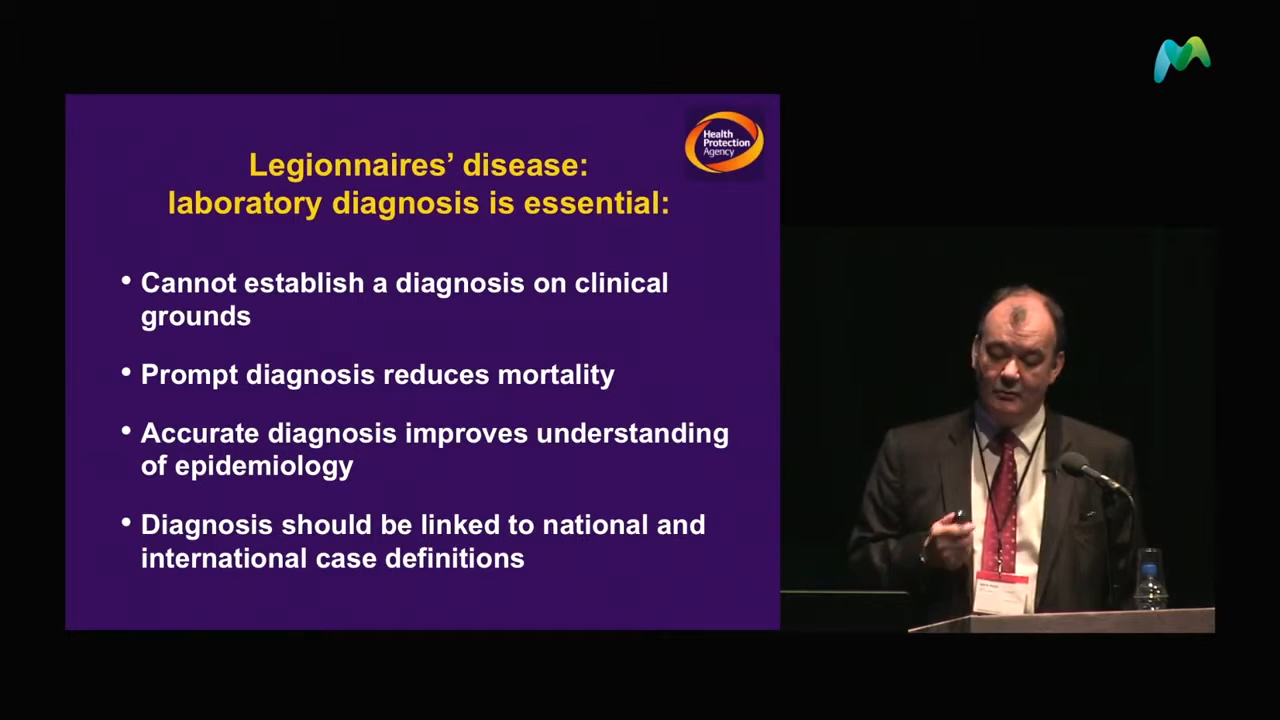 Health
Protection
Agency
Legionnaires’ disease:
laboratory diagnosis is essential:
• Cannot establish a diagnosis on clinical
grounds
• Prompt diagnosis reduces mortality
• Accurate diagnosis improves understanding
of epidemiology
• Diagnosis should be linked to national and
international case definitions